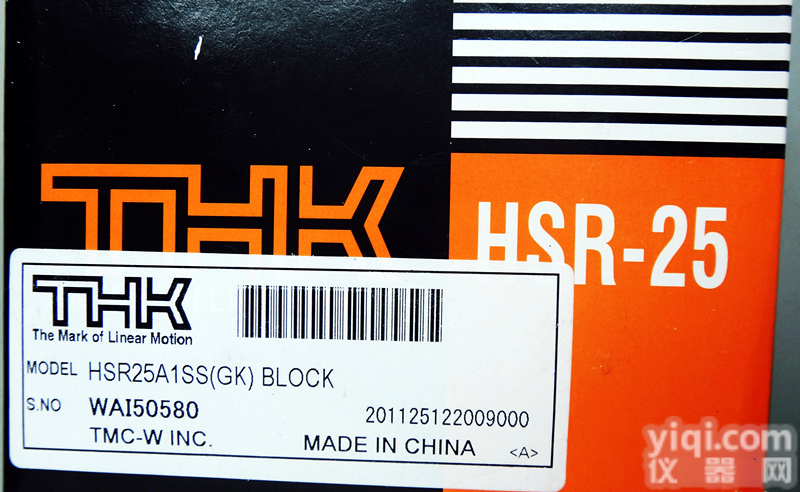 THK
HSR-25
THK
The Mark of Linear Motion
MODEL HSR25A1SS(GK) BLOCK
S.NO WAI50580
201125122009000
TMC-W INC.
MADE IN CHINA
<A>
yiqi.com
仪器网